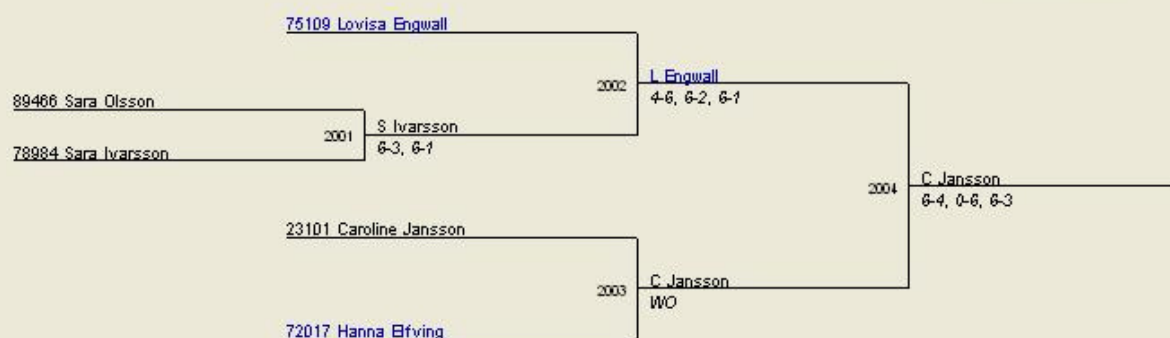 75109 Lovisa Engwall
2002
L Engwall
4-6, 6-2, 6-1
89466 Sara Olsson
2001
S Ivarsson
6-3, 6-1
78984 Sara Ivarsson
2004
C Jansson
6-4, 0-6, 6-3
23101 Caroline Jansson
2003
C Jansson
WO
72017 Hanna Elfving